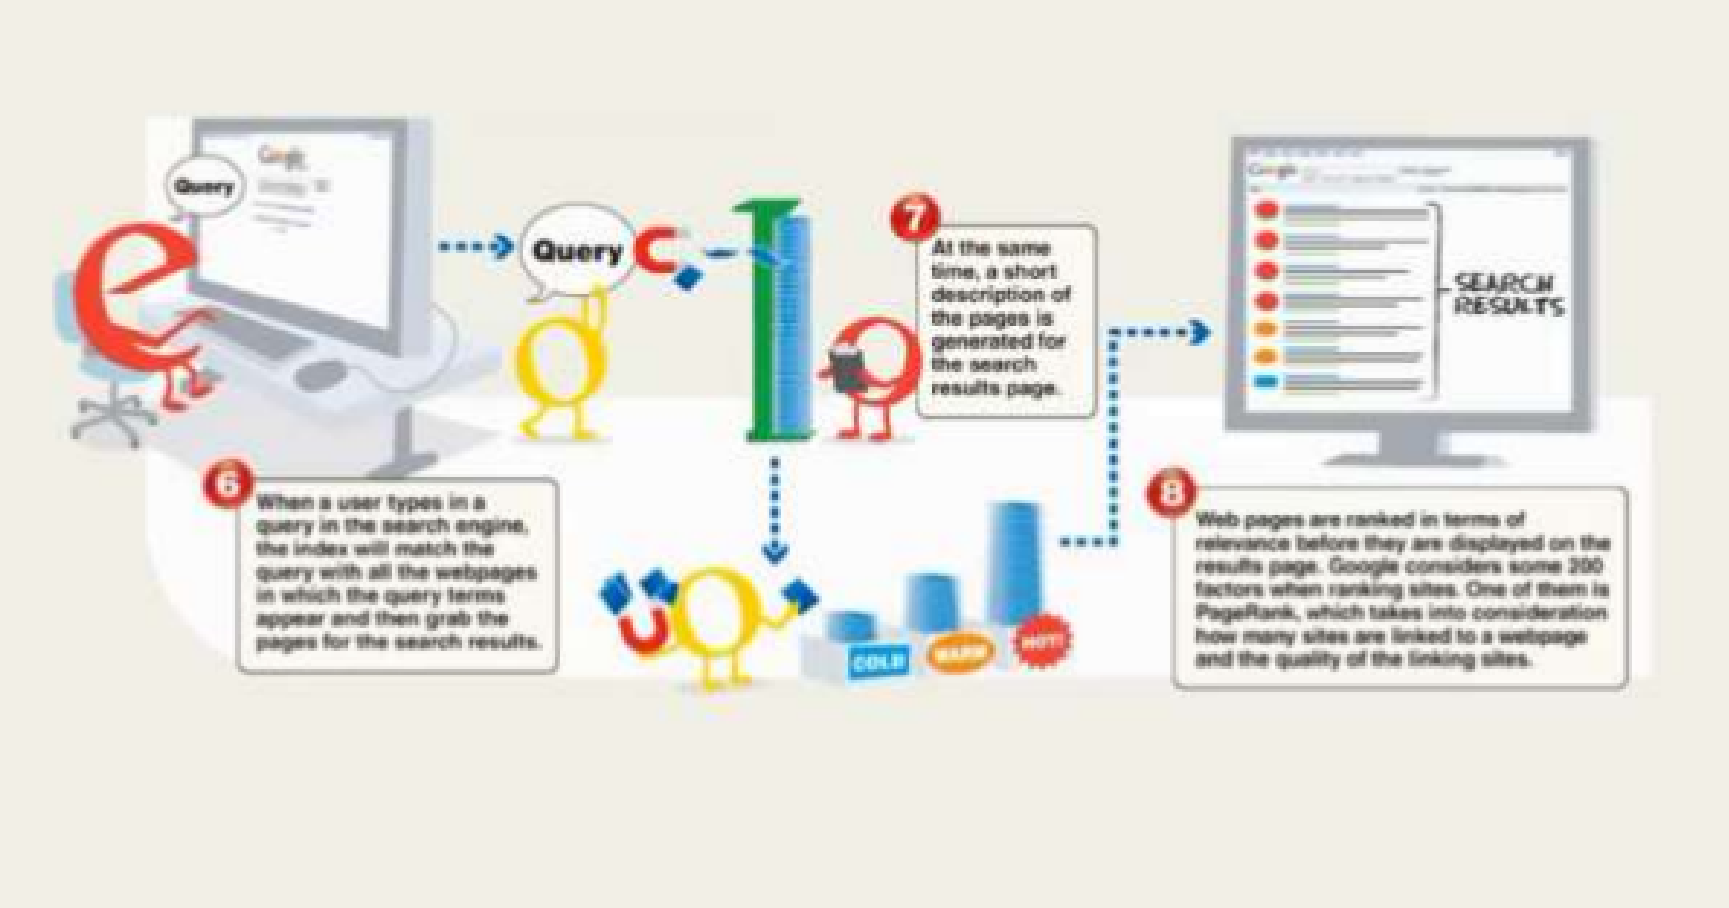 Google
Query
Query
6
When a user types in a
query in the search engine,
the index will match the
query with all the webpages
in which the query terms
appear and then grab the
pages for the search results.
7
At the same
time, a short
description of
the pages is
generated for
the search
results page.
COLD
WARM
HOT!
Google
SEARCH
RESULTS
8
Web pages are ranked in terms of
relevance before they are displayed on the
results page. Google considers some 200
factors when ranking sites. One of them is
PageRank, which takes into consideration
how many sites are linked to a webpage
and the quality of the linking sites.